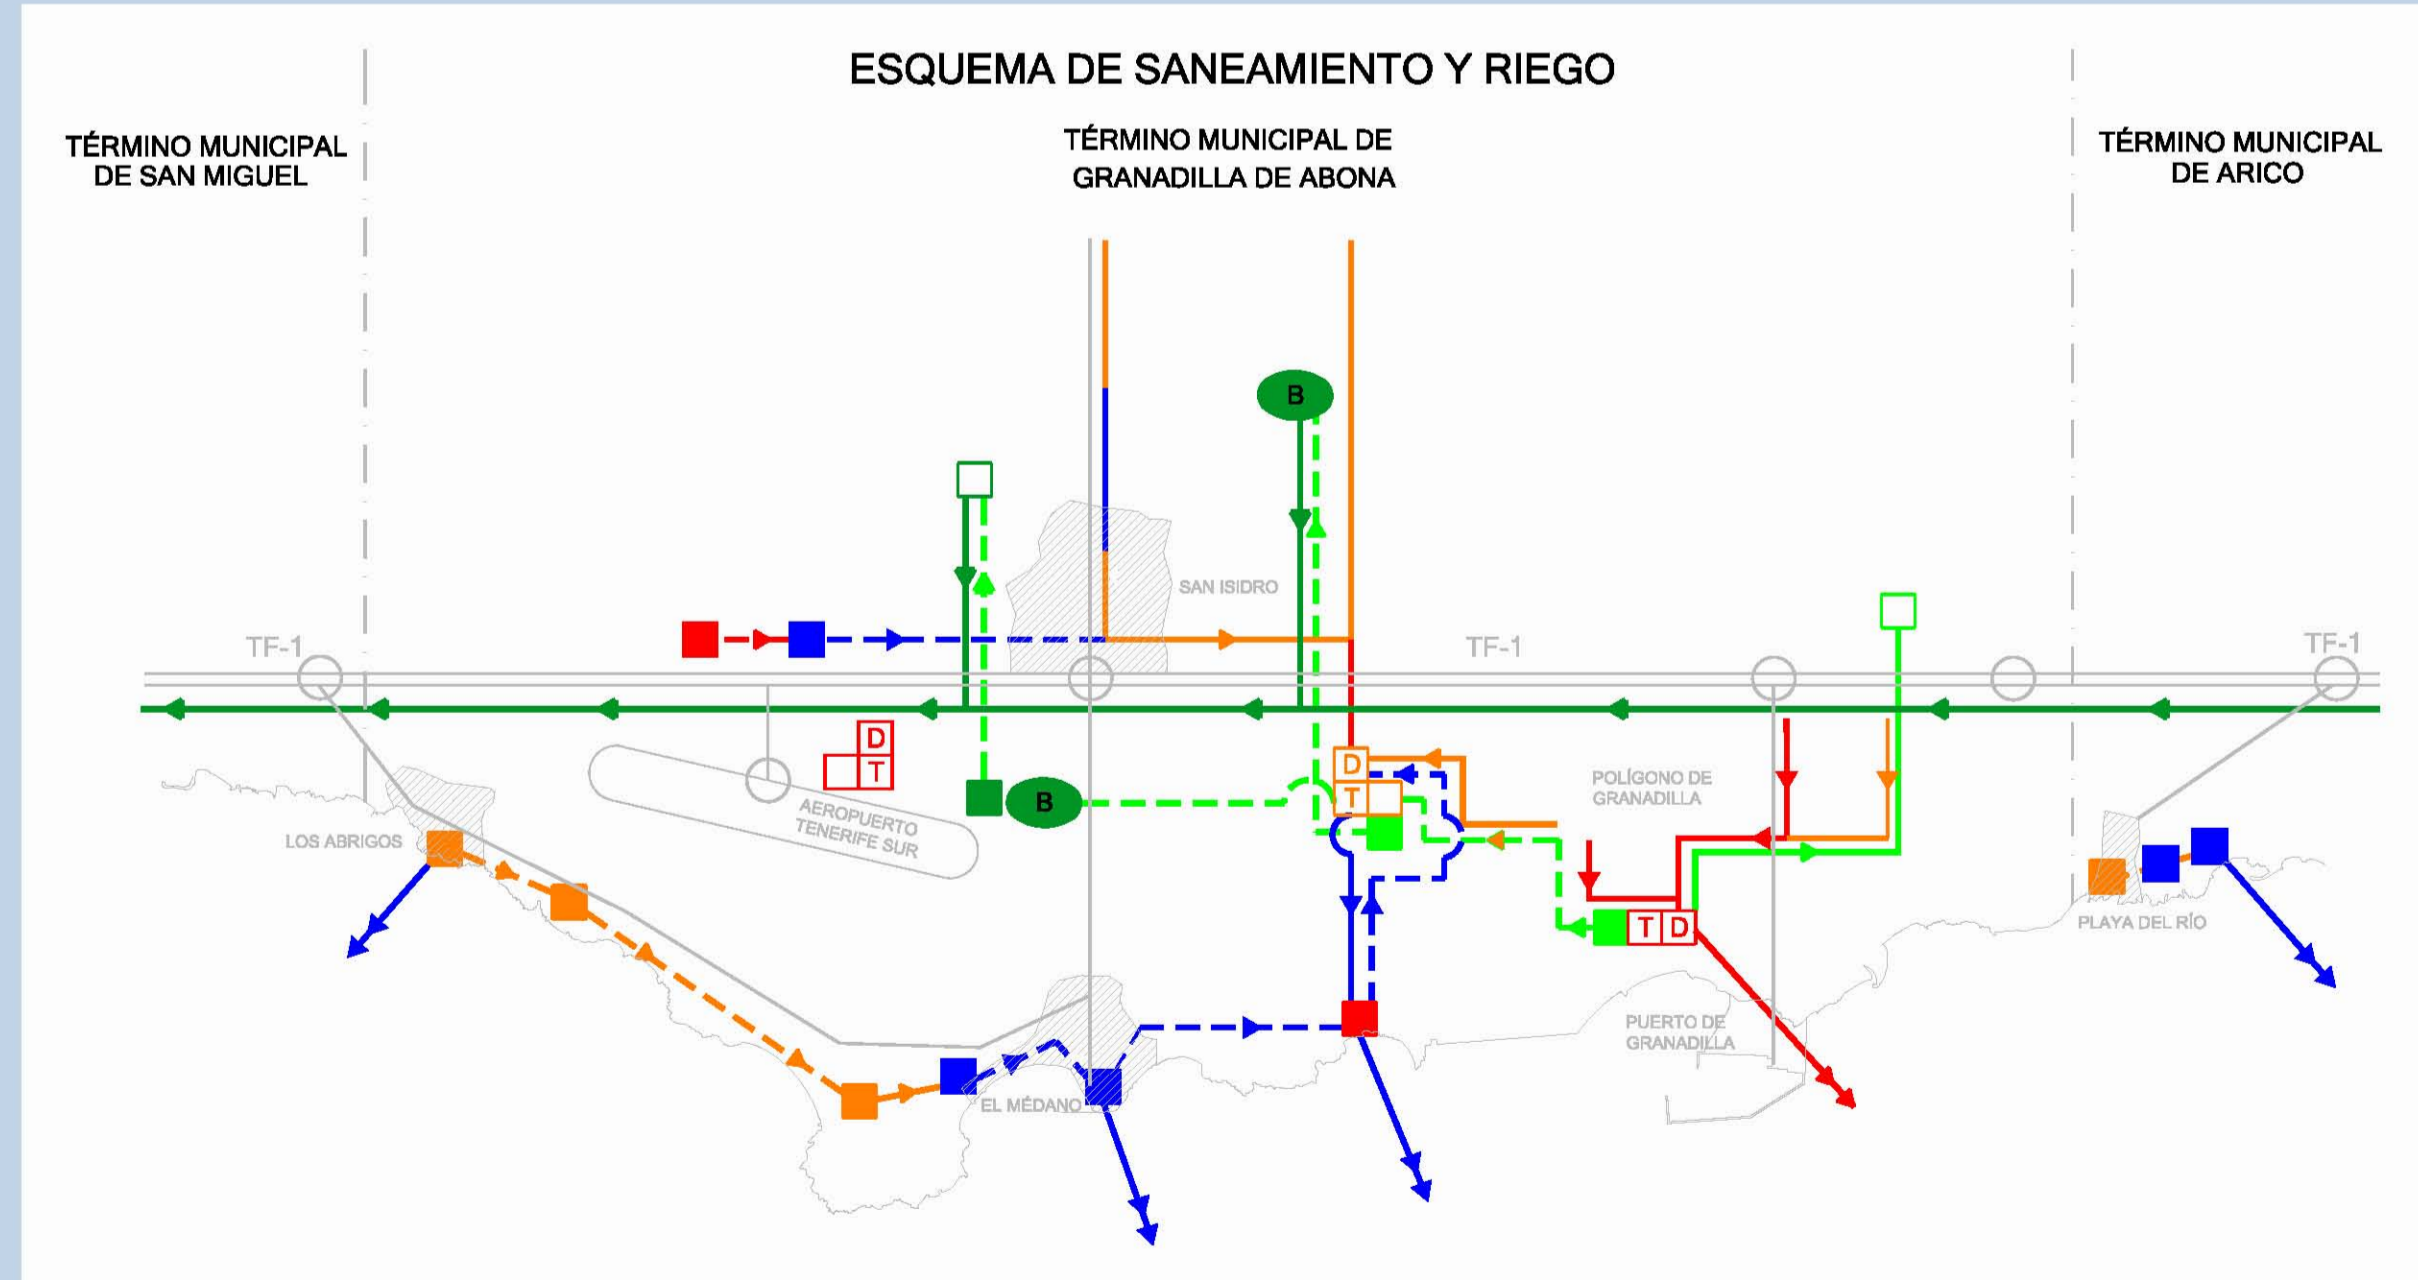 ESQUEMA DE SANEAMIENTO Y RIEGO
TÉRMINO MUNICIPAL
DE SAN MIGUEL
TÉRMINO MUNICIPAL DE
GRANADILLA DE ABONA
TÉRMINO MUNICIPAL
DE ARICO
B
SAN ISIDRO
TF-1
TF-1
TF-1
D
T
B
D
T
AEROPUERTO
TENERIFE SUR
POLÍGONO DE
GRANADILLA
LOS ABRIGOS
T D
PLAYA DEL RÍO
PUERTO DE
GRANADILLA
EL MÉDANO